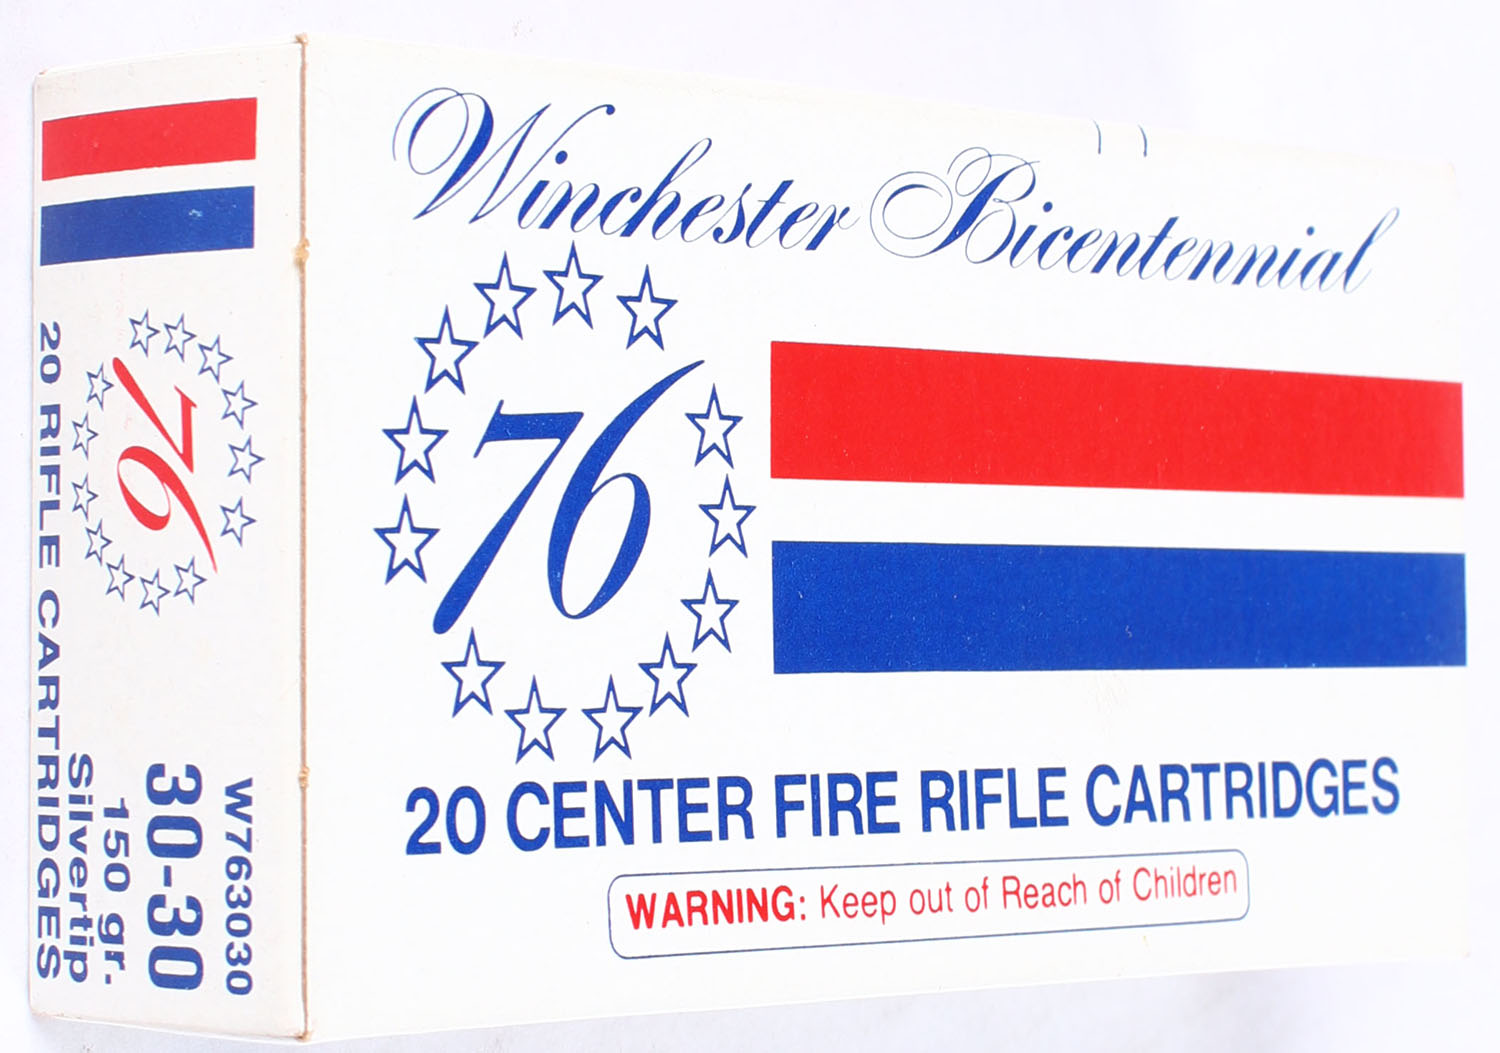 Winchester Bicentennial
76
20 CENTER FIRE RIFLE CARTRIDGES
WARNING: Keep out of Reach of Children
76
W763030
30-30
150 gr.
Silvertip
20 RIFLE CARTRIDGES